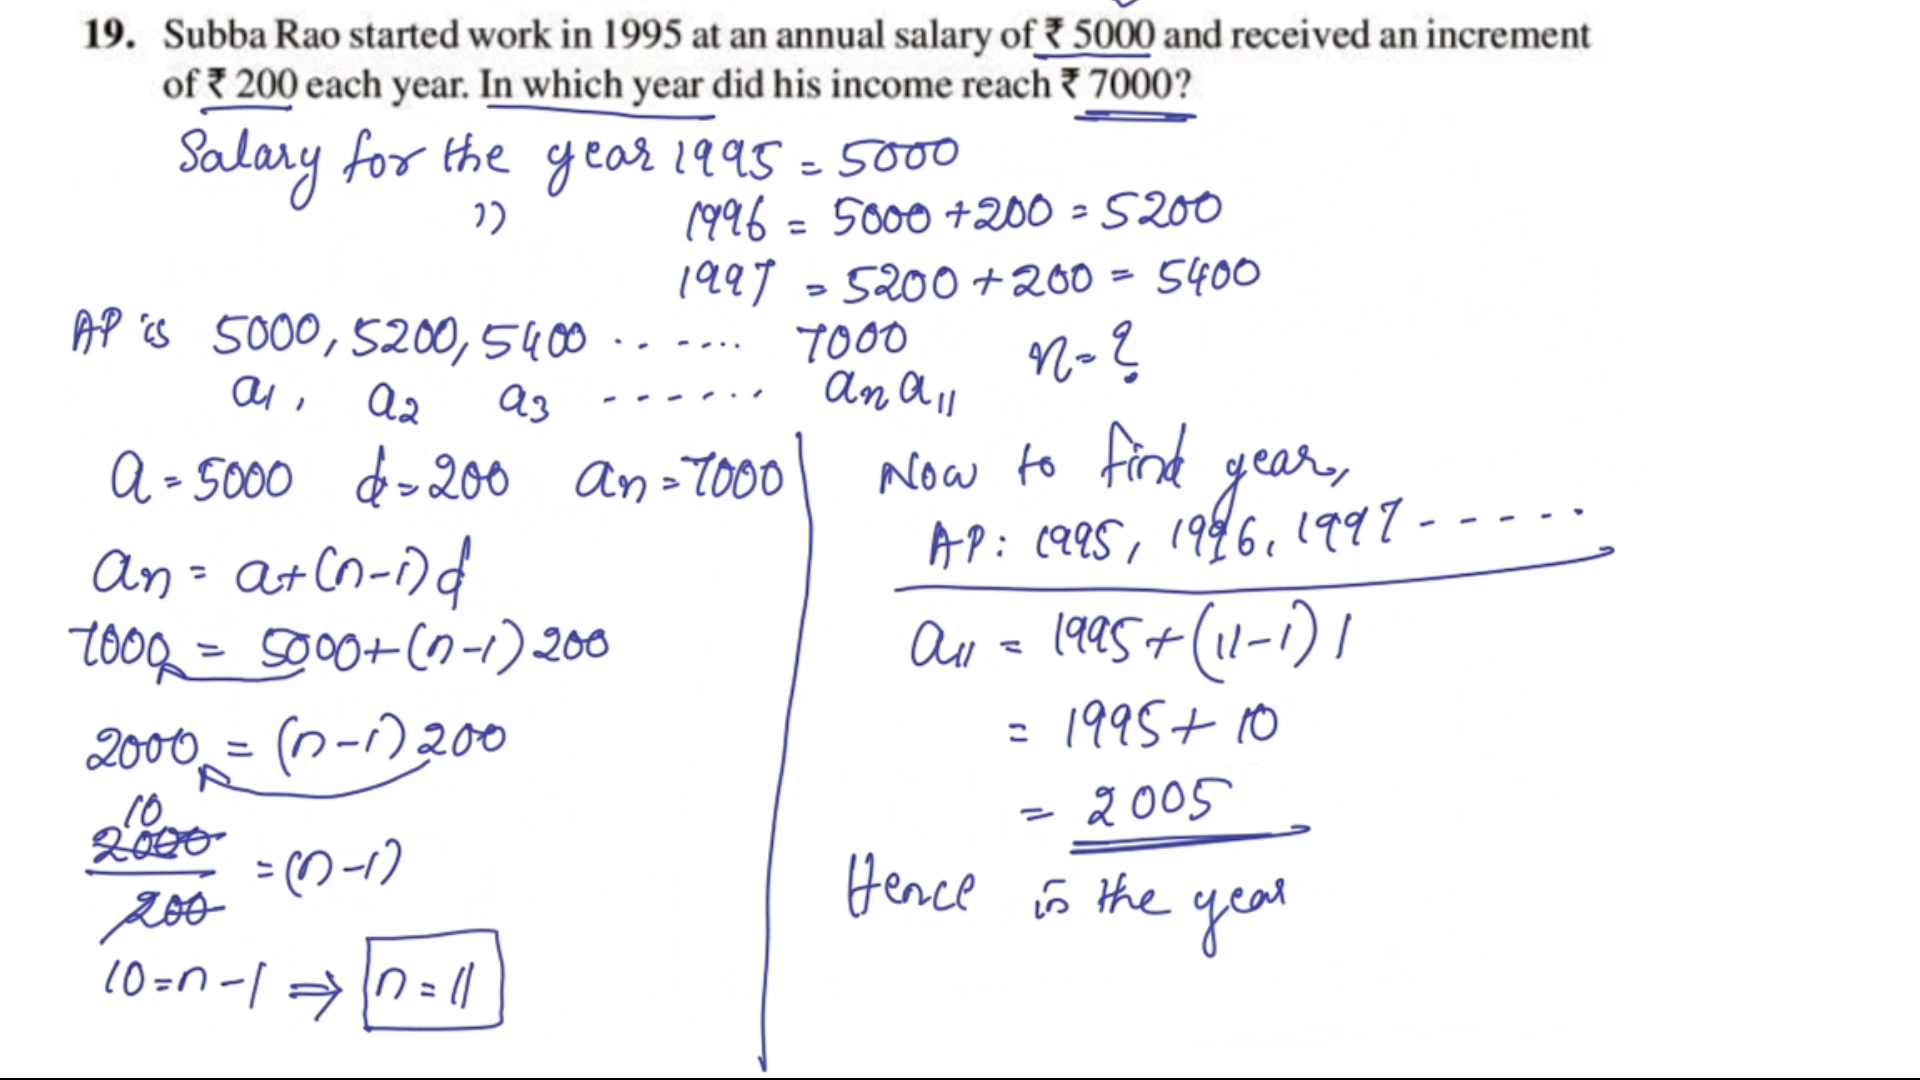 19. Subba Rao started work in 1995 at an annual salary of ₹ 5000 and received an increment
of ₹ 200 each year. In which year did his income reach ₹ 7000?
Salary for the year 1995 = 5000
'' 1996 = 5000 + 200 = 5200
1997 = 5200 + 200 = 5400
AP is 5000, 5200, 5400 ....... 7000 n = ?
a1, a2 a3 ------- an a11
a = 5000 d = 200 an = 7000
an = a + (n-1) d
7000 = 5000 + (n-1) 200
2000 = (n-1) 200
10
2000
200
= (n-1)
10 = n - 1 ⇒ n = 11
Now to find year,
AP: 1995, 1996, 1997 ------
a11 = 1995 + (11-1) 1
= 1995 + 10
= 2005
Hence in the year